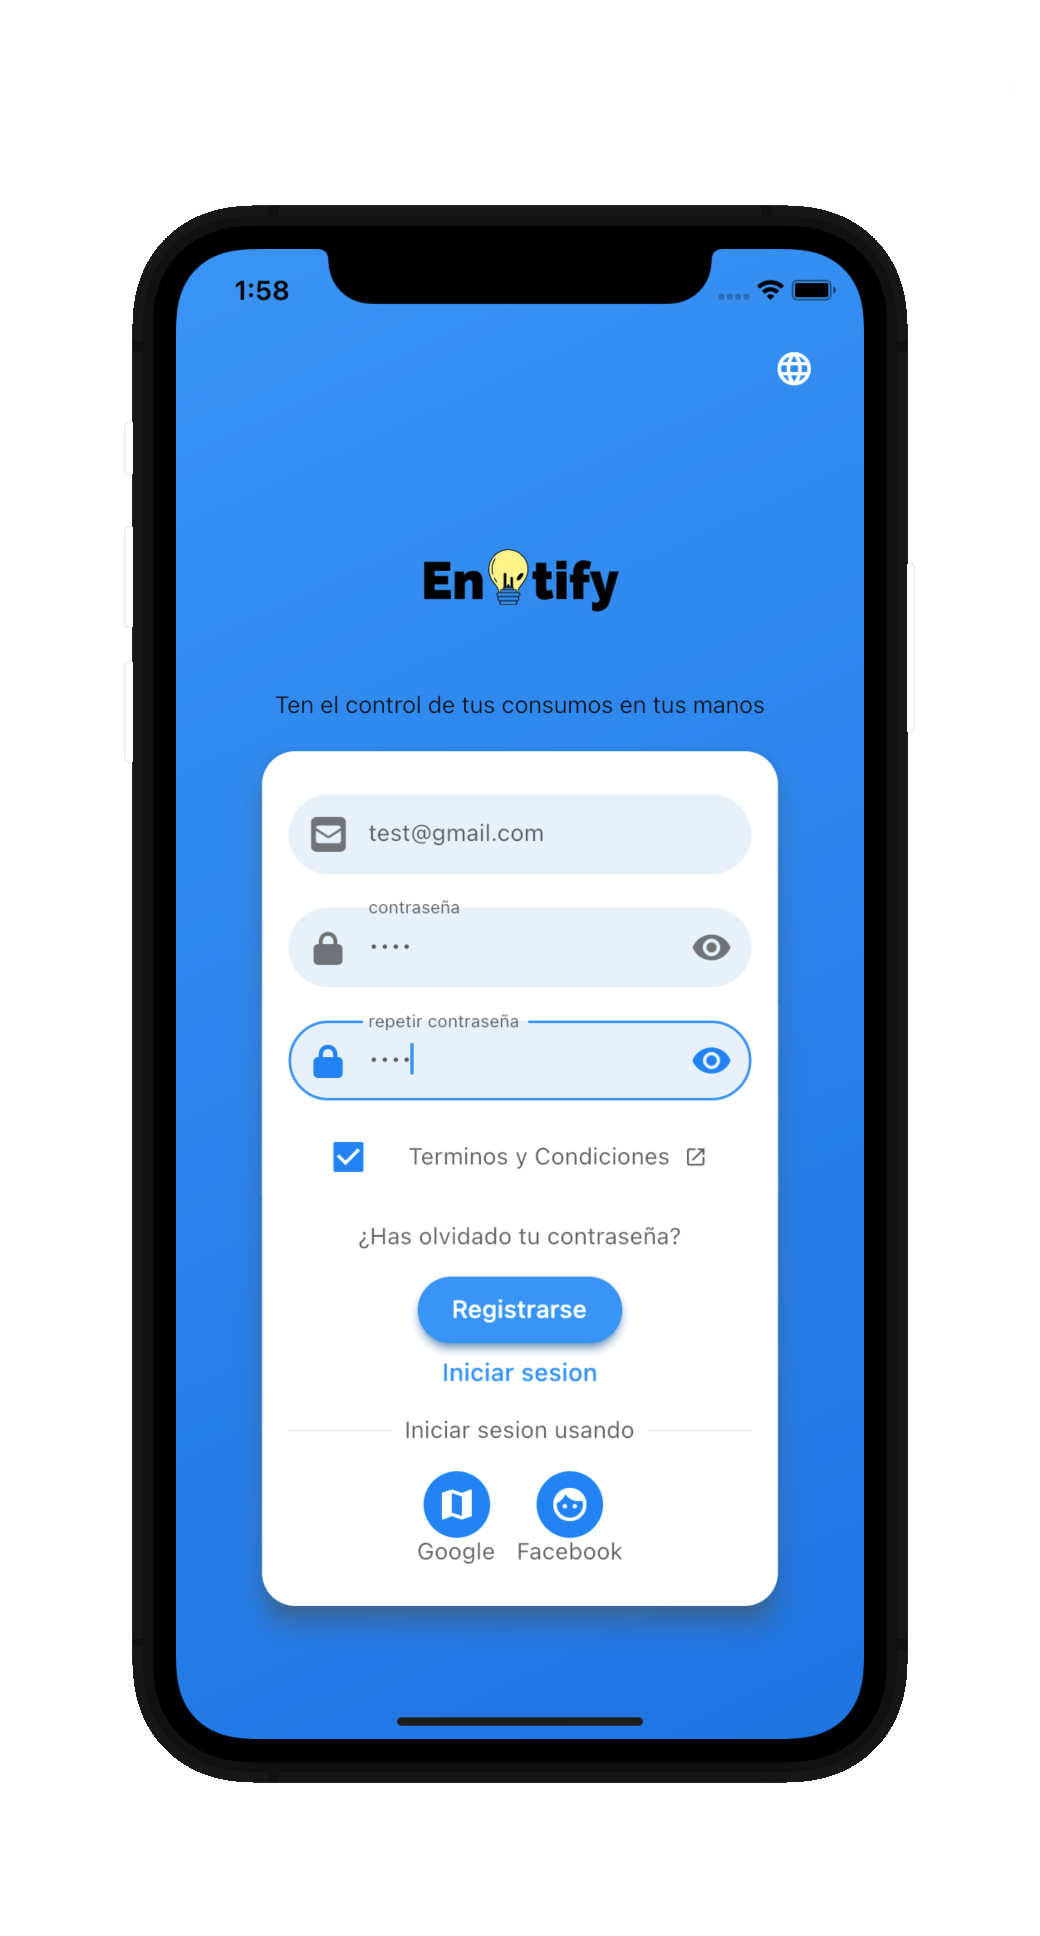 1:58
En tify
Ten el control de tus consumos en tus manos
test@gmail.com
contraseña
····
repetir contraseña
····
Terminos y Condiciones
¿Has olvidado tu contraseña?
Registrarse
Iniciar sesion
Iniciar sesion usando
Google Facebook